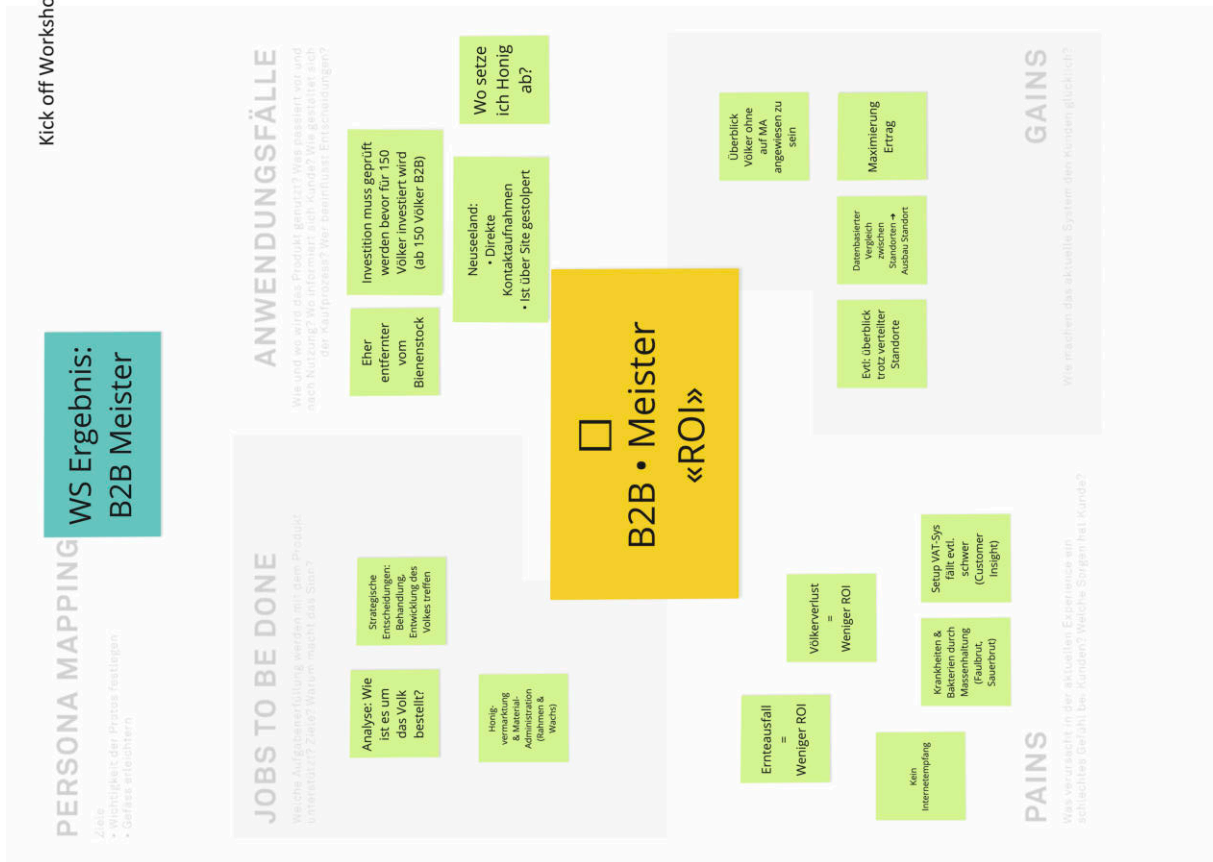 Kick off Worksho
PERSONA MAPPING
Ziele
• Wichtigkeit der Protos festlegen
• Gefäss erleichtern
WS Ergebnis:
B2B Meister
JOBS TO BE DONE
Welche Aufgabenerfüllung werden mit dem Produkt
unterstützt? Ziele? Warum macht das Sinn?
Analyse: Wie
ist es um
das Volk
bestellt?
Strategische
Entscheidungen:
Behandlung,
Entwicklung des
Volkes treffen
Honig-
vermarktung
& Material-
Administration
(Rahmen &
Wachs)
ANWENDUNGSFÄLLE
Wie und wo wird das Produkt genutzt? Was passiert vor und
nach Nutzung? Wo informiert sich Kunde? Wie gestaltet sich
der Kaufprozess? Wer beeinflusst Entscheidungen?
Eher
entfernter
vom
Bienenstock
Investition muss geprüft
werden bevor für 150
Völker investiert wird
(ab 150 Völker B2B)
Neuseeland:
• Direkte
Kontaktaufnahmen
• Ist über Site gestolpert
Wo setze
ich Honig
ab?
B2B • Meister
«ROI»
PAINS
Was verursacht in der aktuellen Experience ein
schlechtes Gefühl bei Kunden? Welche Sorgen hat Kunde?
Ernteausfall
=
Weniger ROI
Völkerverlust
=
Weniger ROI
Kein
Internetempfang
Krankheiten &
Bakterien durch
Massenhaltung
(Faulbrut,
Sauerbrut)
Setup VAT-Sys
fällt evtl.
schwer
(Customer
Insight)
GAINS
Wie machen das aktuelle System den Kunden glücklich?
Überblick
Völker ohne
auf MA
angewiesen zu
sein
Evtl: überblick
trotz verteilter
Standorte
Datenbasierter
Vergleich
zwischen
Standorten ➔
Ausbau Standort
Maximierung
Ertrag